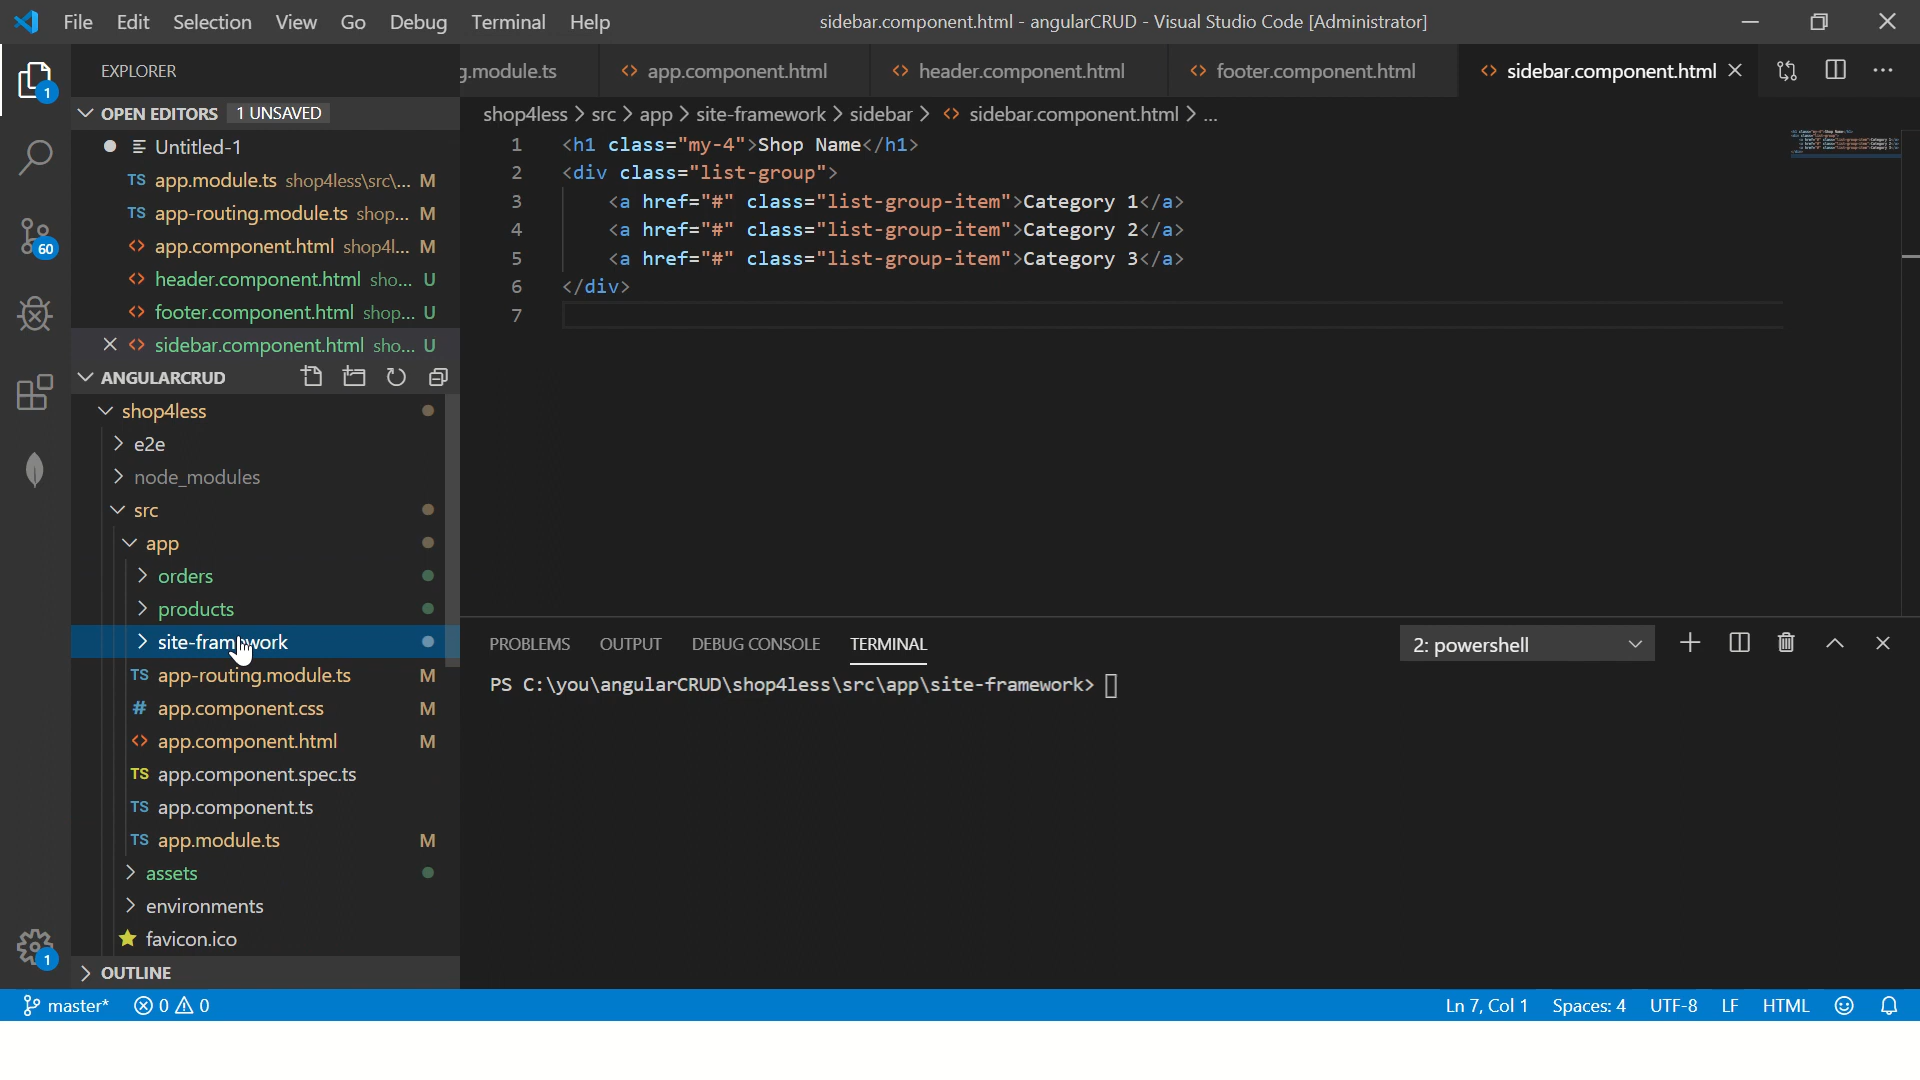 File Edit Selection View Go Debug Terminal Help
sidebar.component.html - angularCRUD - Visual Studio Code [Administrator]
EXPLORER
g.module.ts
<> app.component.html
<> header.component.html
<> footer.component.html
<> sidebar.component.html
OPEN EDITORS 1 UNSAVED
Untitled-1
TS app.module.ts shop4less\src\... M
TS app-routing.module.ts shop... M
<> app.component.html shop4l... M
<> header.component.html sho... U
<> footer.component.html shop... U
<> sidebar.component.html sho... U
ANGULARCRUD
shop4less
e2e
node_modules
src
app
orders
products
site-framework
TS app-routing.module.ts M
# app.component.css M
<> app.component.html M
TS app.component.spec.ts
TS app.component.ts
TS app.module.ts M
assets
environments
favicon.ico
OUTLINE
shop4less > src > app > site-framework > sidebar > <> sidebar.component.html > ...
1 <h1 class="my-4">Shop Name</h1>
2 <div class="list-group">
3 <a href="#" class="list-group-item">Category 1</a>
4 <a href="#" class="list-group-item">Category 2</a>
5 <a href="#" class="list-group-item">Category 3</a>
6 </div>
7
PROBLEMS OUTPUT DEBUG CONSOLE TERMINAL
2: powershell
PS C:\you\angularCRUD\shop4less\src\app\site-framework>
1
60
1
master* 0 0
Ln 7, Col 1 Spaces: 4 UTF-8 LF HTML